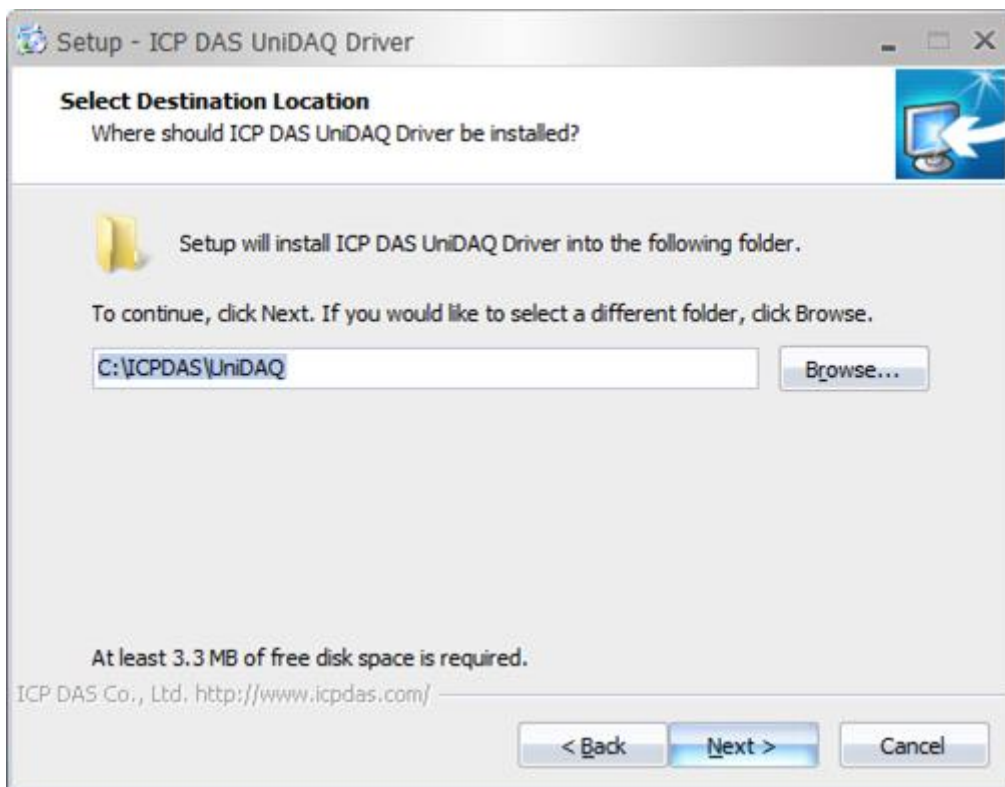 Setup - ICP DAS UniDAQ Driver
Select Destination Location
Where should ICP DAS UniDAQ Driver be installed?
Setup will install ICP DAS UniDAQ Driver into the following folder.
To continue, click Next. If you would like to select a different folder, click Browse.
C:\ICPDAS\UniDAQ
Browse...
At least 3.3 MB of free disk space is required.
ICP DAS Co., Ltd. http://www.icpdas.com/
< Back
Next >
Cancel